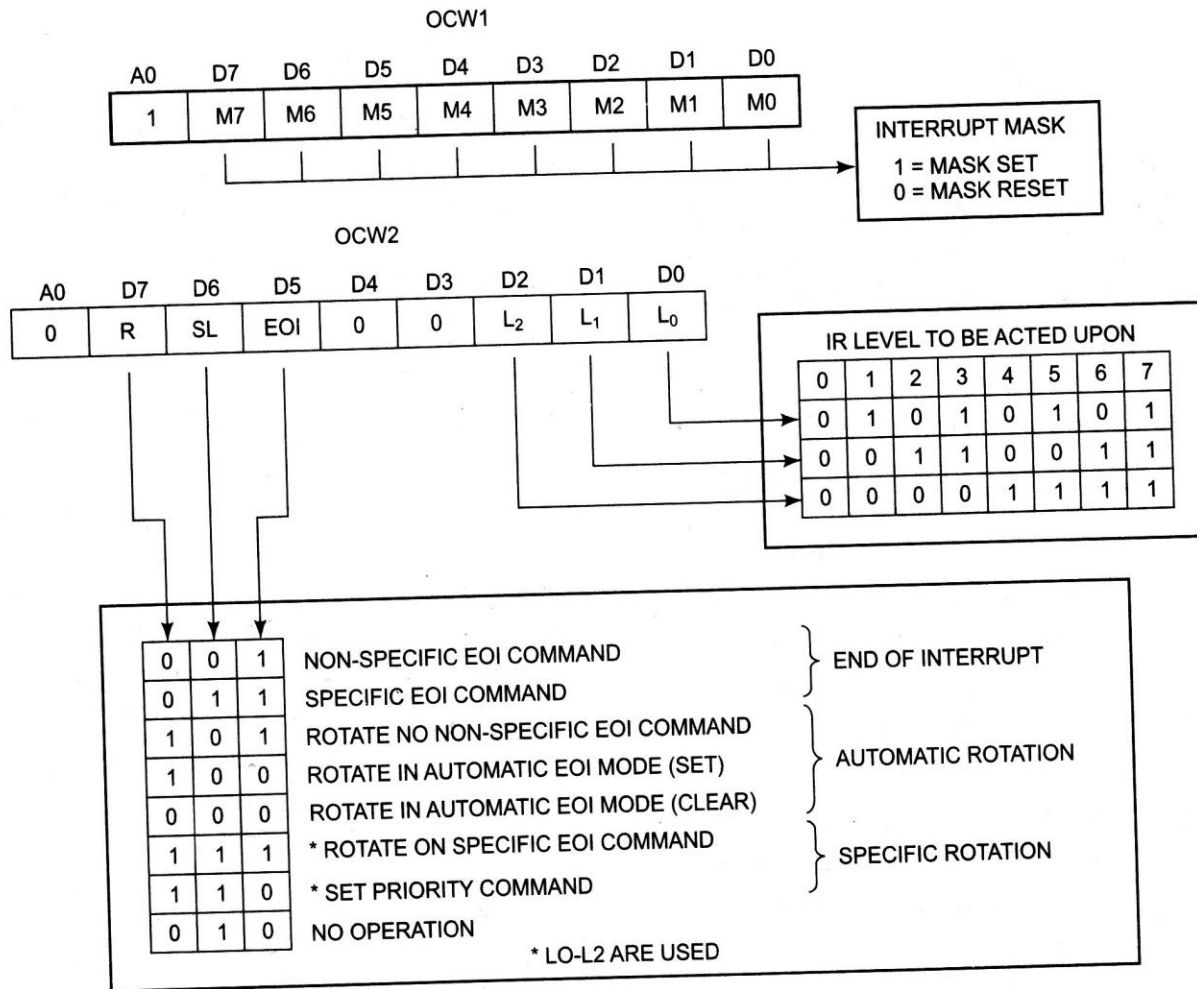 OCW1
A0 D7 D6 D5 D4 D3 D2 D1 D0
1 M7 M6 M5 M4 M3 M2 M1 M0
INTERRUPT MASK
1 = MASK SET
0 = MASK RESET
OCW2
A0 D7 D6 D5 D4 D3 D2 D1 D0
0 R SL EOI 0 0 L2 L1 L0
IR LEVEL TO BE ACTED UPON
0 1 2 3 4 5 6 7
0 1 0 1 0 1 0 1
0 0 1 1 0 0 1 1
0 0 0 0 1 1 1 1
0 0 1 NON-SPECIFIC EOI COMMAND
0 1 1 SPECIFIC EOI COMMAND
END OF INTERRUPT
1 0 1 ROTATE NO NON-SPECIFIC EOI COMMAND
1 0 0 ROTATE IN AUTOMATIC EOI MODE (SET)
0 0 0 ROTATE IN AUTOMATIC EOI MODE (CLEAR)
AUTOMATIC ROTATION
1 1 1 * ROTATE ON SPECIFIC EOI COMMAND
1 1 0 * SET PRIORITY COMMAND
SPECIFIC ROTATION
0 1 0 NO OPERATION
* LO-L2 ARE USED